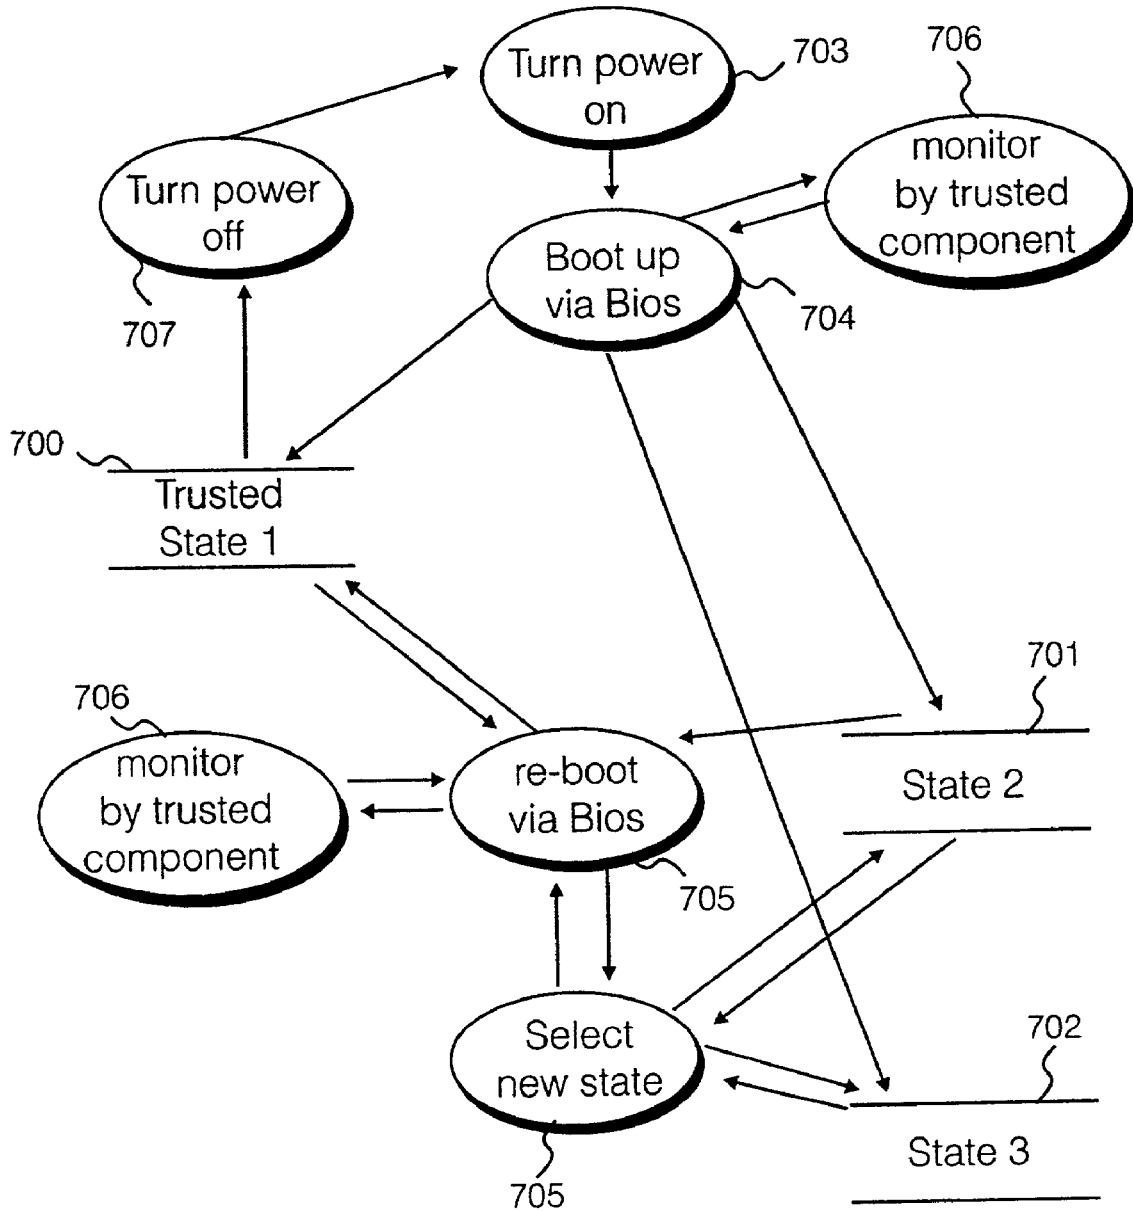 Turn power
on
703
706
monitor
by trusted
component
Turn power
off
707
Boot up
via Bios
704
700
Trusted
State 1
701
State 2
706
monitor
by trusted
component
re-boot
via Bios
705
Select
new state
705
702
State 3